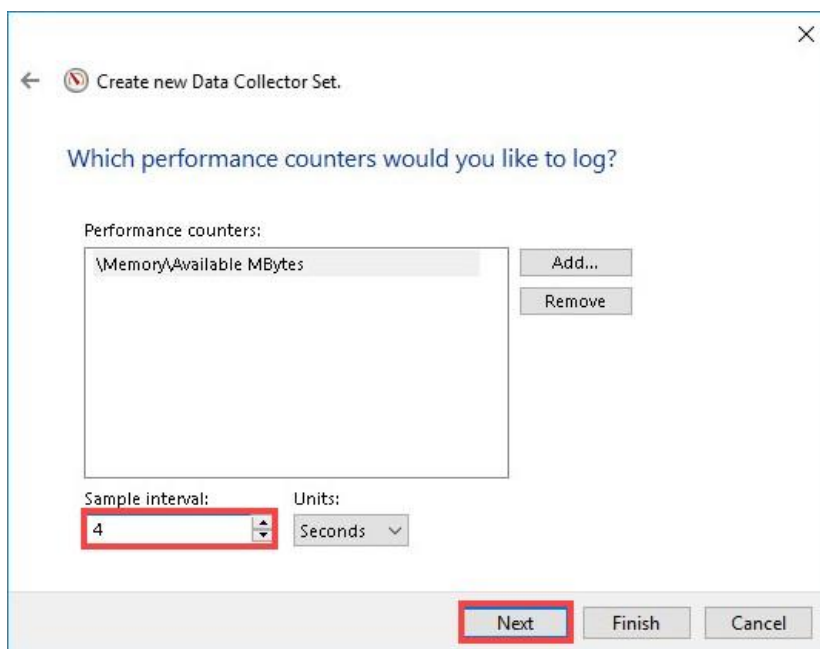 Create new Data Collector Set.
Which performance counters would you like to log?
Performance counters:
\Memory\Available MBytes
Add...
Remove
Sample interval:
Units:
4
Seconds
Next
Finish
Cancel